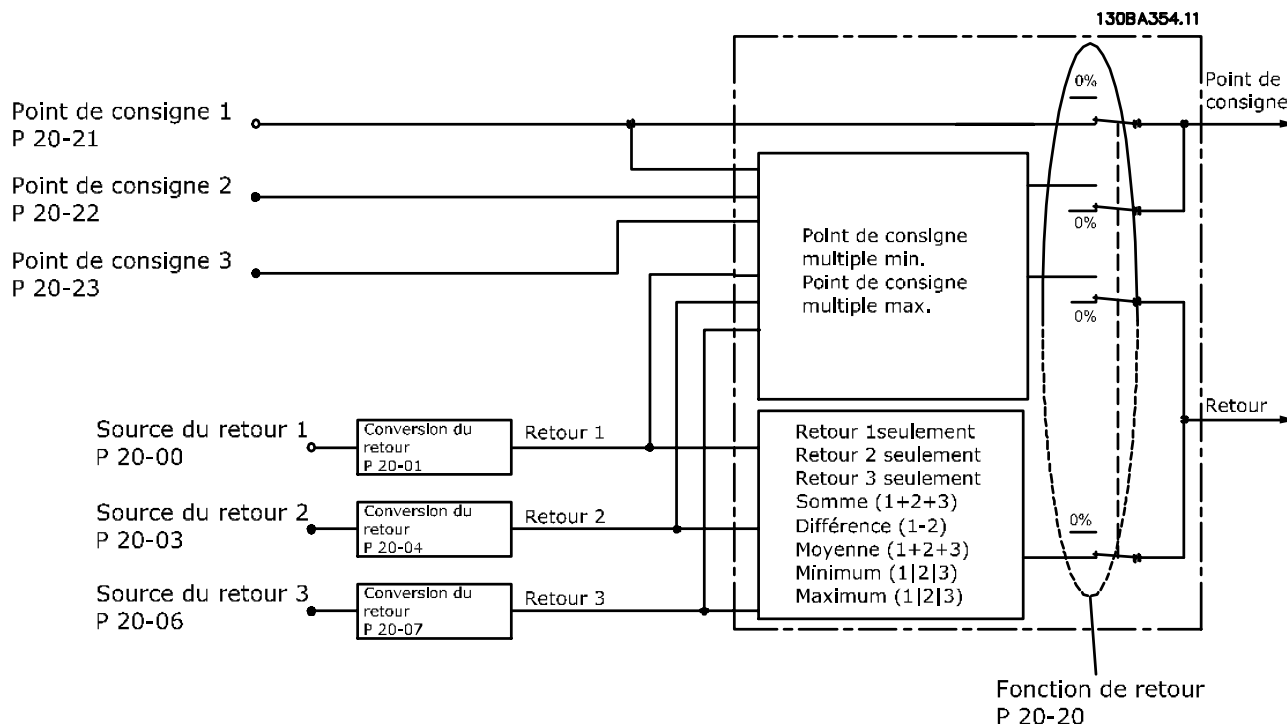 130BA354.11
0%
Point de
consigne
Point de consigne 1
P 20-21
Point de consigne 2
P 20-22
0%
Point de consigne
multiple min.
Point de consigne
multiple max.
Point de consigne 3
P 20-23
0%
Retour
Source du retour 1
P 20-00
Conversion du
retour
P 20-01
Retour 1
Retour 1seulement
Retour 2 seulement
Retour 3 seulement
Somme (1+2+3)
Différence (1-2)
Moyenne (1+2+3)
Minimum (1|2|3)
Maximum (1|2|3)
Source du retour 2
P 20-03
Conversion du
retour
P 20-04
Retour 2
0%
Source du retour 3
P 20-06
Conversion du
retour
P 20-07
Retour 3
Fonction de retour
P 20-20